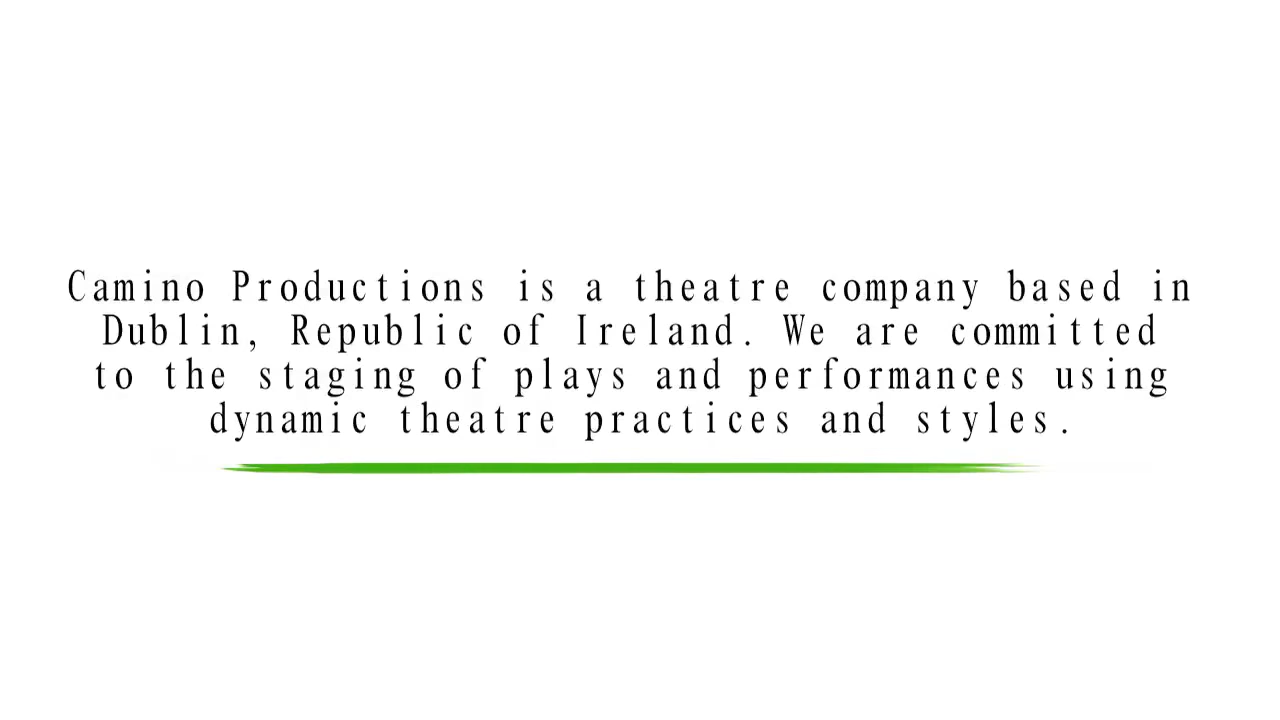 Camino Productions is a theatre company based in
Dublin, Republic of Ireland. We are committed
to the staging of plays and performances using
dynamic theatre practices and styles.